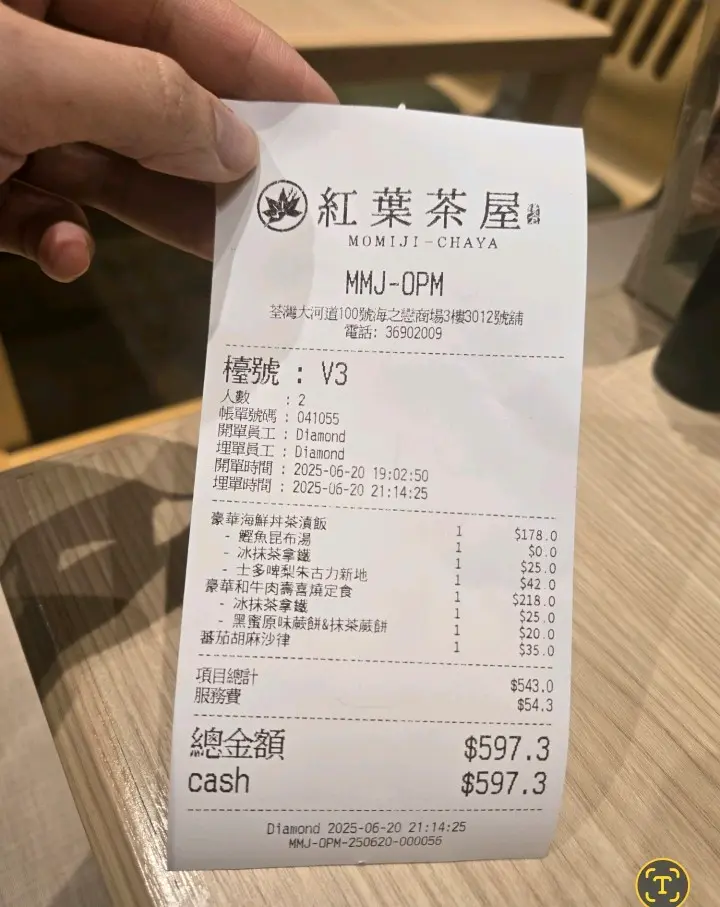 紅葉茶屋
MOMIJI-CHAYA
MMJ-OPM
荃灣大河道100號海之戀商場3樓3012號舖
電話: 36902009
檯號 : V3
人數 : 2
帳單號碼 : 041055
開單員工 : Diamond
埋單員工 : Diamond
開單時間 : 2025-06-20 19:02:50
埋單時間 : 2025-06-20 21:14:25
豪華海鮮丼茶漬飯 1 $178.0
- 鰹魚昆布湯 1 $0.0
- 冰抹茶拿鐵 1 $25.0
- 士多啤梨朱古力新地 1 $42.0
豪華和牛肉壽喜燒定食 1 $218.0
- 冰抹茶拿鐵 1 $25.0
- 黑蜜原味蕨餅&抹茶蕨餅 1 $20.0
蕃茄胡麻沙律 1 $35.0
項目總計 $543.0
服務費 $54.3
總金額 $597.3
cash $597.3
Diamond 2025-06-20 21:14:25
MMJ-OPM-250620-000056
T